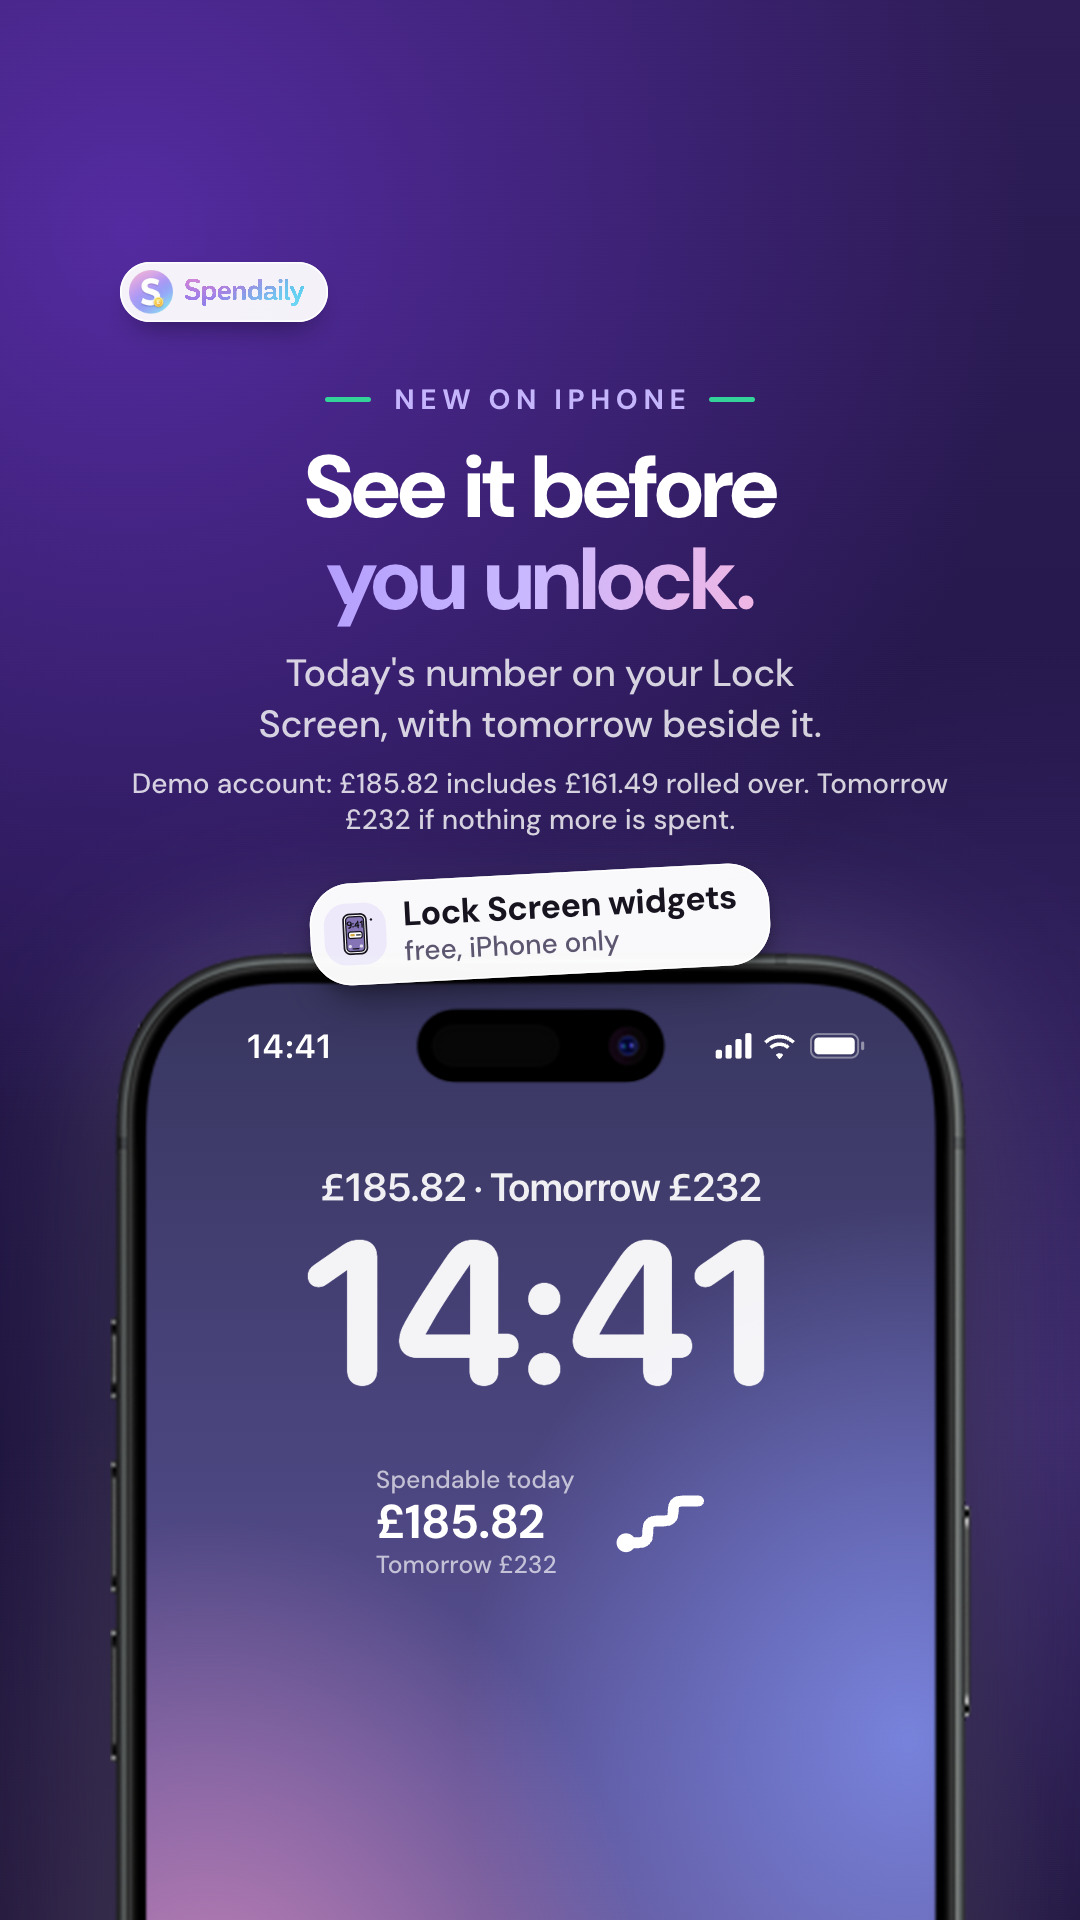 Spendaily
NEW ON IPHONE
See it before
you unlock.
Today's number on your Lock
Screen, with tomorrow beside it.
Demo account: £185.82 includes £161.49 rolled over. Tomorrow
£232 if nothing more is spent.
9:41
Lock Screen widgets
free, iPhone only
14:41
£185.82 · Tomorrow £232
14:41
Spendable today
£185.82
Tomorrow £232